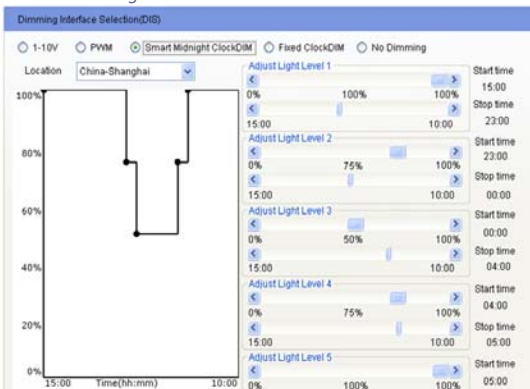 Dimming Interface Selection(DIS)
1-10V PWM Smart Midnight ClockDIM Fixed ClockDIM No Dimming
Location China-Shanghai
100%
80%
60%
40%
20%
0%
15:00 Time(hh:mm) 10:00
Adjust Light Level 1
0% 100% 100%
15:00 10:00
Start time
15:00
Stop time
23:00
Adjust Light Level 2
0% 75% 100%
15:00 10:00
Start time
23:00
Stop time
00:00
Adjust Light Level 3
0% 50% 100%
15:00 10:00
Start time
00:00
Stop time
04:00
Adjust Light Level 4
0% 75% 100%
15:00 10:00
Start time
04:00
Stop time
05:00
Adjust Light Level 5
0% 100% 100%
Start time
05:00